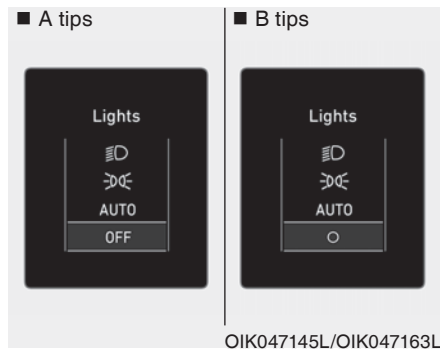 ■ A tips
■ B tips
Lights
AUTO
OFF
Lights
AUTO
O
OIK047145L/OIK047163L